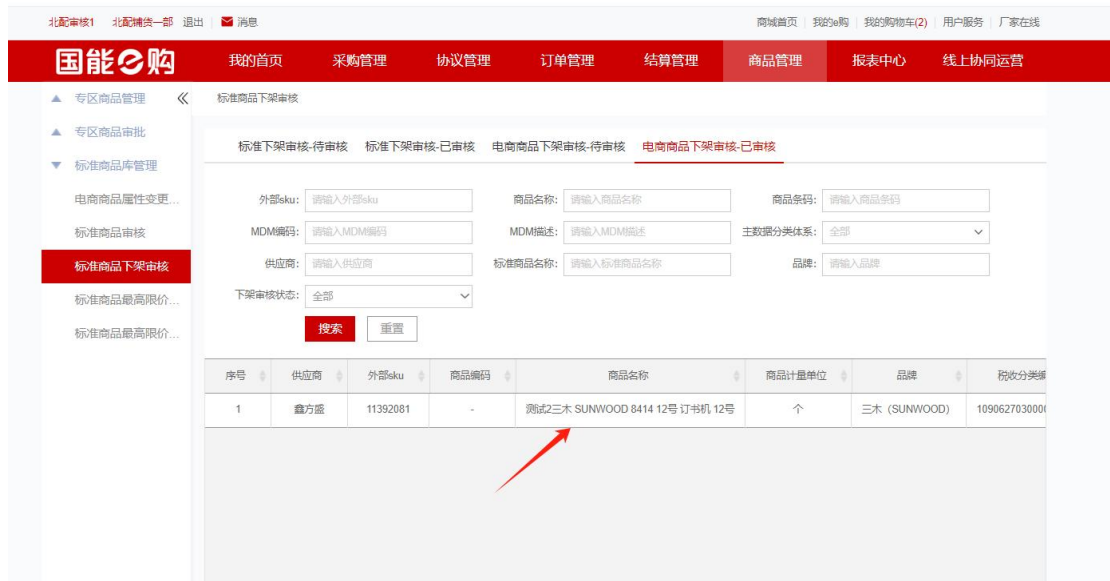 北配审核1 北配辅货一部 退出 消息 商城首页 我的e购 我的购物车(2) 用户服务 厂家在线
国能e购 我的首页 采购管理 协议管理 订单管理 结算管理 商品管理 报表中心 线上协同运营
专区商品管理 标准商品下架审核
专区商品审批
标准下架审核-待审核 标准下架审核-已审核 电商商品下架审核-待审核 电商商品下架审核-已审核
标准商品库管理
电商商品属性变更...
外部sku: 请输入外部sku 商品名称: 请输入商品名称 商品条码: 请输入商品条码
标准商品审核
MDM编码: 请输入MDM编码 MDM描述: 请输入MDM描述 主数据分类体系: 全部
标准商品下架审核
供应商: 请输入供应商 标准商品名称: 请输入标准商品名称 品牌: 请输入品牌
标准商品最高限价...
下架审核状态: 全部
标准商品最高限价...
搜索 重置
序号 供应商 外部sku 商品编码 商品名称 商品计量单位 品牌 税收分类编
1 鑫方盛 11392081 - 测试2三木 SUNWOOD 8414 12号 订书机 12号 个 三木（SUNWOOD） 1090627030000